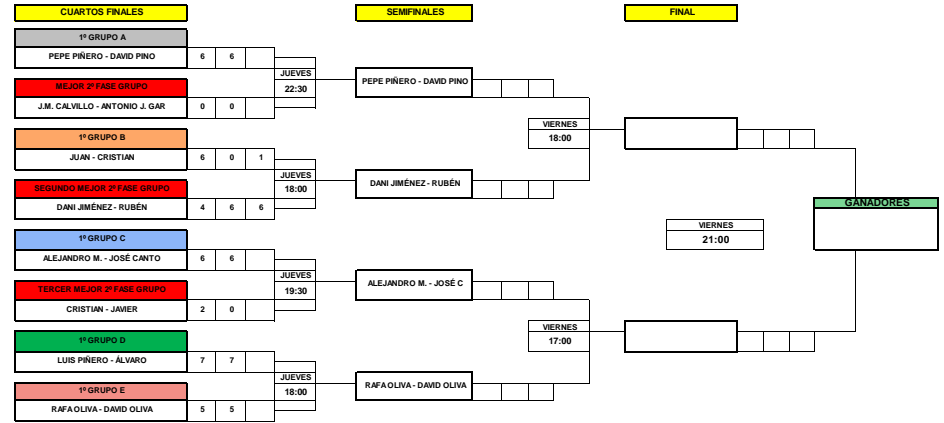 CUARTOS FINALES
SEMIFINALES
FINAL
1º GRUPO A
PEPE PIÑERO - DAVID PINO 6 6
JUEVES
22:30
MEJOR 2º FASE GRUPO
J.M. CALVILLO - ANTONIO J. GAR 0 0
PEPE PIÑERO - DAVID PINO
1º GRUPO B
JUAN - CRISTIAN 6 0 1
JUEVES
18:00
SEGUNDO MEJOR 2º FASE GRUPO
DANI JIMÉNEZ - RUBÉN 4 6 6
DANI JIMÉNEZ - RUBÉN
VIERNES
18:00
1º GRUPO C
ALEJANDRO M. - JOSÉ CANTO 6 6
JUEVES
19:30
TERCER MEJOR 2º FASE GRUPO
CRISTIAN - JAVIER 2 0
ALEJANDRO M. - JOSÉ C
1º GRUPO D
LUIS PIÑERO - ÁLVARO 7 7
JUEVES
18:00
1º GRUPO E
RAFA OLIVA - DAVID OLIVA 5 5
RAFA OLIVA - DAVID OLIVA
VIERNES
17:00
VIERNES
21:00
GANADORES